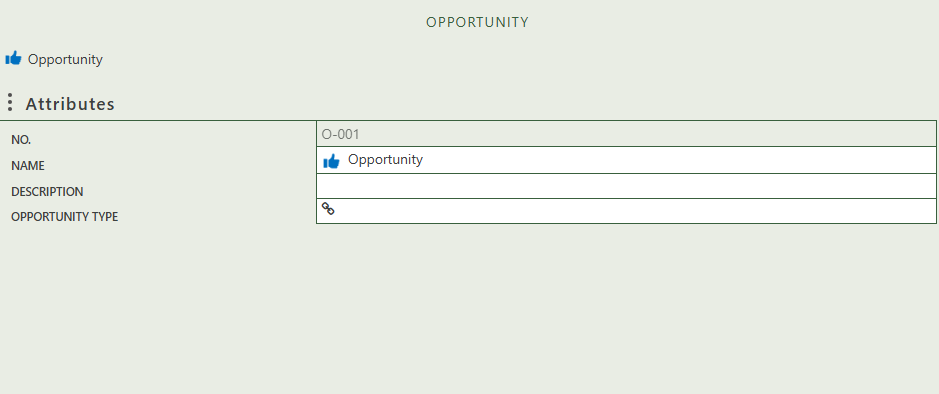 OPPORTUNITY
Opportunity
Attributes
NO. O-001
NAME Opportunity
DESCRIPTION
OPPORTUNITY TYPE